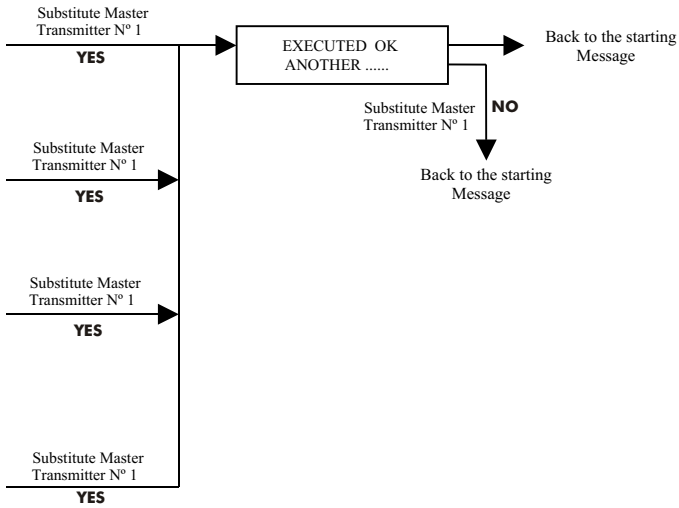 Substitute Master
Transmitter Nº 1
YES
EXECUTED OK
ANOTHER ......
Back to the starting
Message
Substitute Master
Transmitter Nº 1
NO
Back to the starting
Message
Substitute Master
Transmitter Nº 1
YES
Substitute Master
Transmitter Nº 1
YES
Substitute Master
Transmitter Nº 1
YES